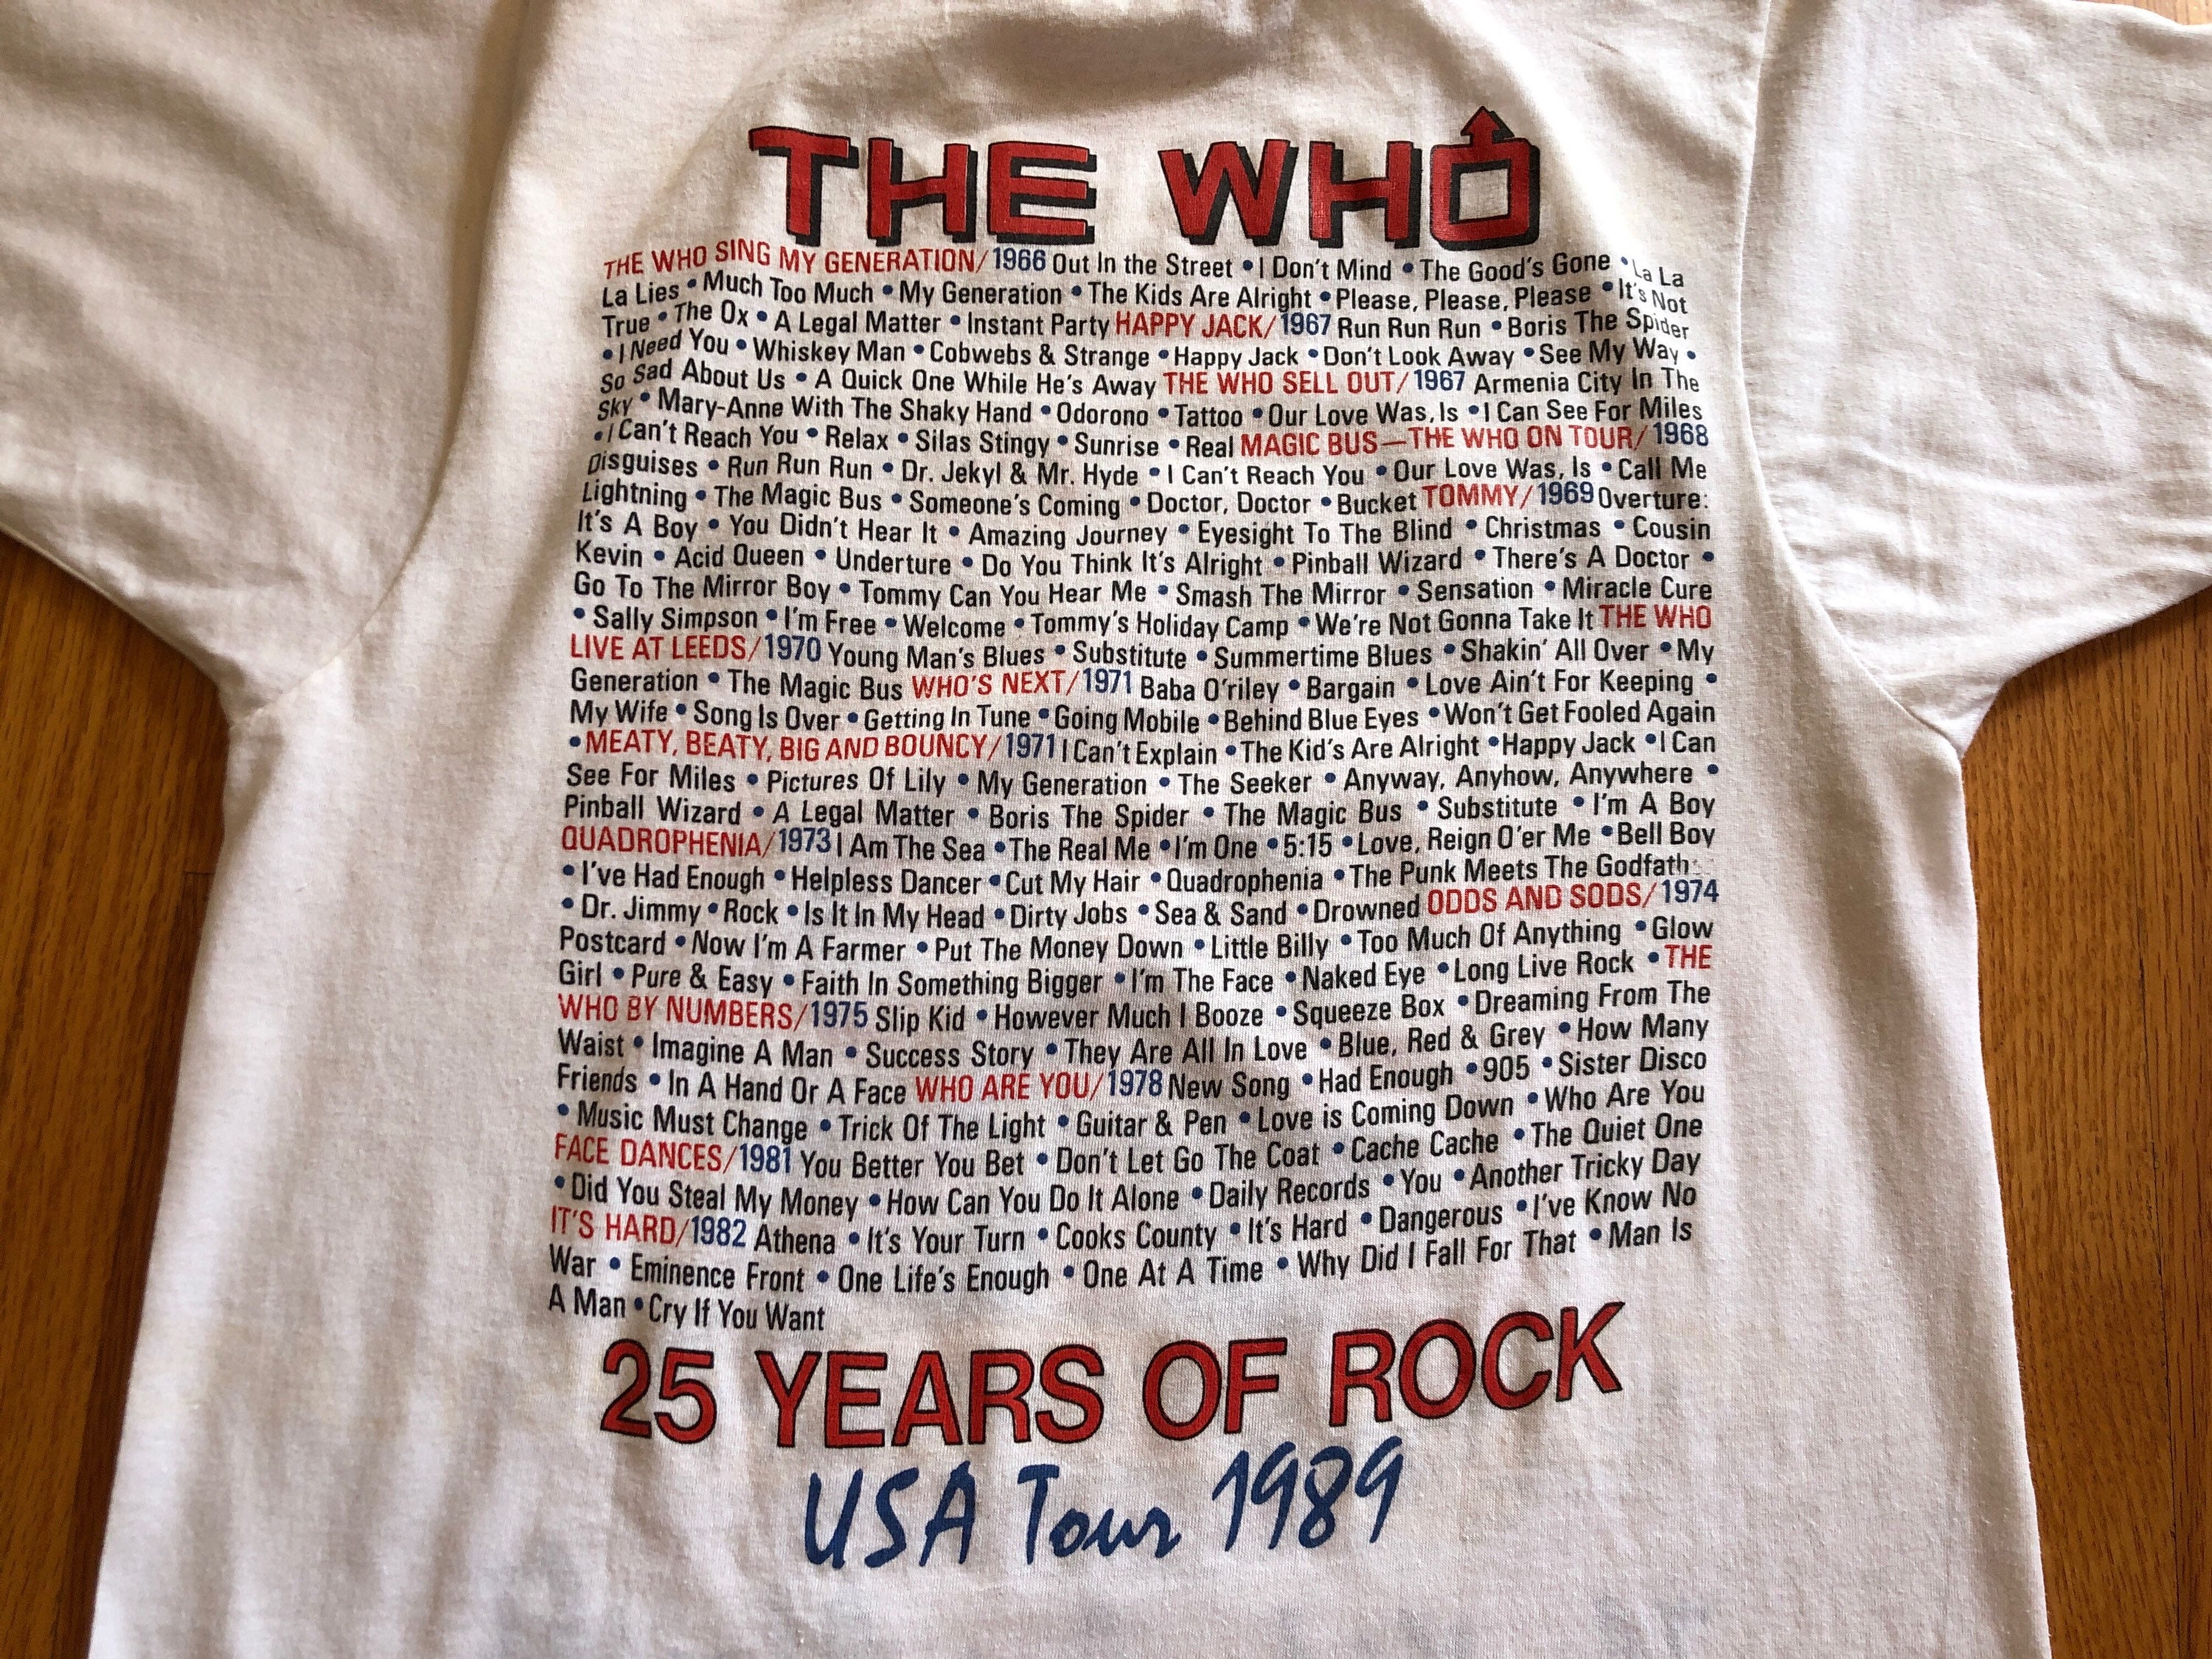 THE WHO
THE WHO SING MY GENERATION/1966 Out In the Street • I Don't Mind • The Good's Gone • La La
La Lies • Much Too Much • My Generation • The Kids Are Alright • Please, Please, Please • It's Not
True • The Ox • A Legal Matter • Instant Party HAPPY JACK/1967 Run Run Run • Boris The Spider
• I Need You • Whiskey Man • Cobwebs & Strange • Happy Jack • Don't Look Away • See My Way •
So Sad About Us • A Quick One While He's Away THE WHO SELL OUT/1967 Armenia City In The
Sky • Mary-Anne With The Shaky Hand • Odorono • Tattoo • Our Love Was, Is • I Can See For Miles
• I Can't Reach You • Relax • Silas Stingy • Sunrise • Real MAGIC BUS—THE WHO ON TOUR/1968
Disguises • Run Run Run • Dr. Jekyl & Mr. Hyde • I Can't Reach You • Our Love Was, Is • Call Me
Lightning • The Magic Bus • Someone's Coming • Doctor, Doctor • Bucket TOMMY/1969 Overture:
It's A Boy • You Didn't Hear It • Amazing Journey • Eyesight To The Blind • Christmas • Cousin
Kevin • Acid Queen • Underture • Do You Think It's Alright • Pinball Wizard • There's A Doctor •
Go To The Mirror Boy • Tommy Can You Hear Me • Smash The Mirror • Sensation • Miracle Cure
• Sally Simpson • I'm Free • Welcome • Tommy's Holiday Camp • We're Not Gonna Take It THE WHO
LIVE AT LEEDS/1970 Young Man's Blues • Substitute • Summertime Blues • Shakin' All Over • My
Generation • The Magic Bus WHO'S NEXT/1971 Baba O'riley • Bargain • Love Ain't For Keeping •
My Wife • Song Is Over • Getting In Tune • Going Mobile • Behind Blue Eyes • Won't Get Fooled Again
• MEATY, BEATY, BIG AND BOUNCY/1971 I Can't Explain • The Kid's Are Alright • Happy Jack • I Can
See For Miles • Pictures Of Lily • My Generation • The Seeker • Anyway, Anyhow, Anywhere •
Pinball Wizard • A Legal Matter • Boris The Spider • The Magic Bus • Substitute • I'm A Boy
QUADROPHENIA/1973 I Am The Sea • The Real Me • I'm One • 5:15 • Love, Reign O'er Me • Bell Boy
• I've Had Enough • Helpless Dancer • Cut My Hair • Quadrophenia • The Punk Meets The Godfath
• Dr. Jimmy • Rock • Is It In My Head • Dirty Jobs • Sea & Sand • Drowned ODDS AND SODS/1974
Postcard • Now I'm A Farmer • Put The Money Down • Little Billy • Too Much Of Anything • Glow
Girl • Pure & Easy • Faith In Something Bigger • I'm The Face • Naked Eye • Long Live Rock • THE
WHO BY NUMBERS/1975 Slip Kid • However Much I Booze • Squeeze Box • Dreaming From The
Waist • Imagine A Man • Success Story • They Are All In Love • Blue, Red & Grey • How Many
Friends • In A Hand Or A Face WHO ARE YOU/1978 New Song • Had Enough • 905 • Sister Disco
• Music Must Change • Trick Of The Light • Guitar & Pen • Love is Coming Down • Who Are You
FACE DANCES/1981 You Better You Bet • Don't Let Go The Coat • Cache Cache • The Quiet One
• Did You Steal My Money • How Can You Do It Alone • Daily Records • You • Another Tricky Day
IT'S HARD/1982 Athena • It's Your Turn • Cooks County • It's Hard • Dangerous • I've Know No
War • Eminence Front • One Life's Enough • One At A Time • Why Did I Fall For That • Man Is
A Man • Cry If You Want
25 YEARS OF ROCK
USA Tour 1989